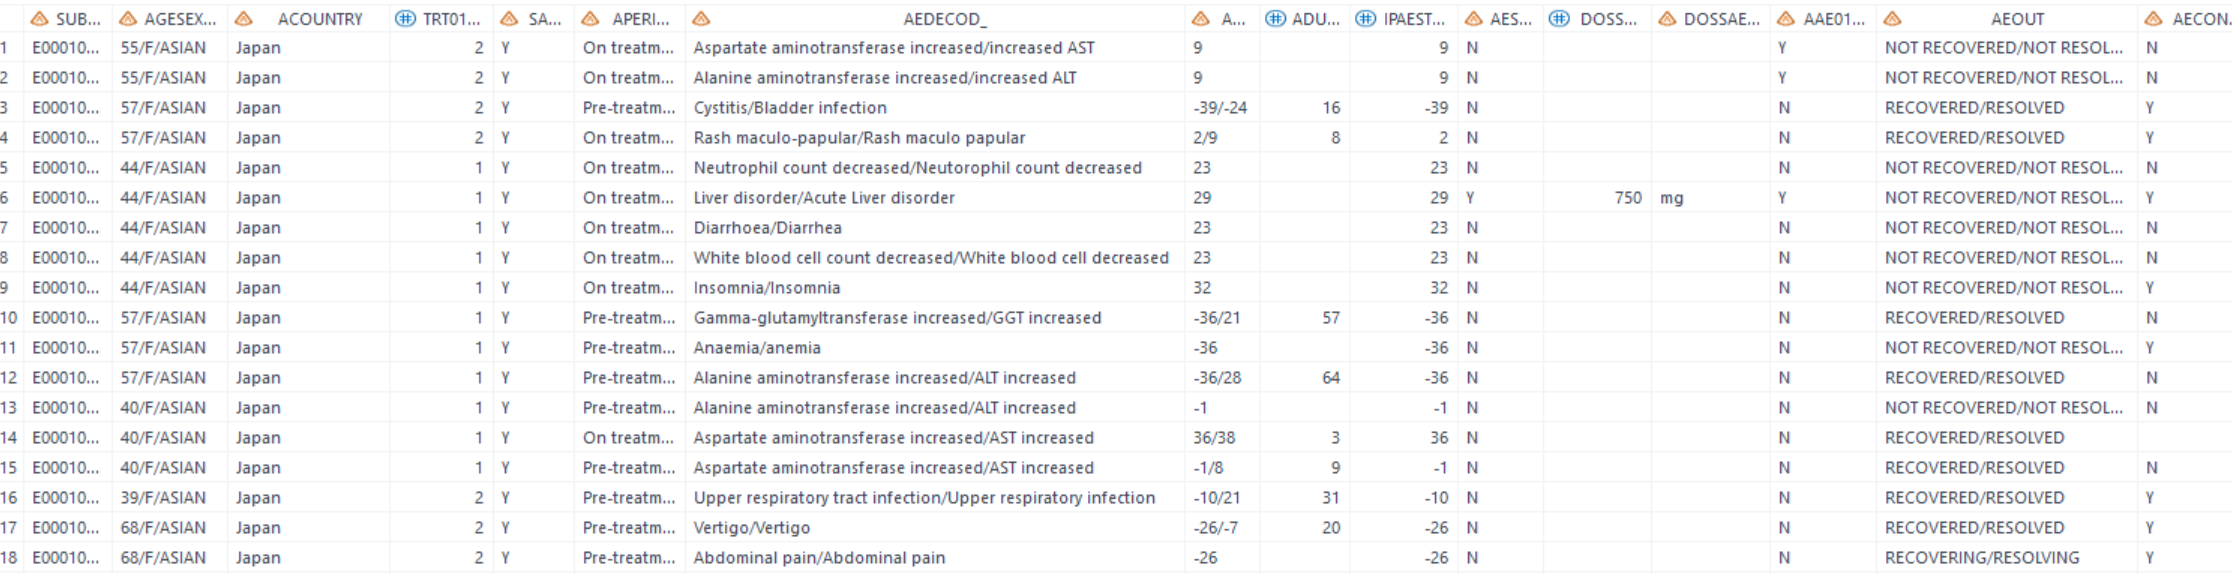 SUB... AGESEX... ACOUNTRY TRT01... SA... APERI... AEDECOD_ A... ADU... IPAEST... AES... DOSS... DOSSAE... AAE01... AEOUT AECON.
1 E00010... 55/F/ASIAN Japan 2 Y On treatm... Aspartate aminotransferase increased/increased AST 9 9 N Y NOT RECOVERED/NOT RESOL... N
2 E00010... 55/F/ASIAN Japan 2 Y On treatm... Alanine aminotransferase increased/increased ALT 9 9 N Y NOT RECOVERED/NOT RESOL... N
3 E00010... 57/F/ASIAN Japan 2 Y Pre-treatm... Cystitis/Bladder infection -39/-24 16 -39 N N RECOVERED/RESOLVED Y
4 E00010... 57/F/ASIAN Japan 2 Y On treatm... Rash maculo-papular/Rash maculo papular 2/9 8 2 N N RECOVERED/RESOLVED Y
5 E00010... 44/F/ASIAN Japan 1 Y On treatm... Neutrophil count decreased/Neutorophil count decreased 23 23 N N NOT RECOVERED/NOT RESOL... N
6 E00010... 44/F/ASIAN Japan 1 Y On treatm... Liver disorder/Acute Liver disorder 29 29 Y 750 mg Y NOT RECOVERED/NOT RESOL... Y
7 E00010... 44/F/ASIAN Japan 1 Y On treatm... Diarrhoea/Diarrhea 23 23 N N NOT RECOVERED/NOT RESOL... N
8 E00010... 44/F/ASIAN Japan 1 Y On treatm... White blood cell count decreased/White blood cell decreased 23 23 N N NOT RECOVERED/NOT RESOL... N
9 E00010... 44/F/ASIAN Japan 1 Y On treatm... Insomnia/Insomnia 32 32 N N NOT RECOVERED/NOT RESOL... Y
10 E00010... 57/F/ASIAN Japan 1 Y Pre-treatm... Gamma-glutamyltransferase increased/GGT increased -36/21 57 -36 N N RECOVERED/RESOLVED N
11 E00010... 57/F/ASIAN Japan 1 Y Pre-treatm... Anaemia/anemia -36 -36 N N NOT RECOVERED/NOT RESOL... Y
12 E00010... 57/F/ASIAN Japan 1 Y Pre-treatm... Alanine aminotransferase increased/ALT increased -36/28 64 -36 N N RECOVERED/RESOLVED N
13 E00010... 40/F/ASIAN Japan 1 Y Pre-treatm... Alanine aminotransferase increased/ALT increased -1 -1 N N NOT RECOVERED/NOT RESOL... N
14 E00010... 40/F/ASIAN Japan 1 Y On treatm... Aspartate aminotransferase increased/AST increased 36/38 3 36 N N RECOVERED/RESOLVED
15 E00010... 40/F/ASIAN Japan 1 Y Pre-treatm... Aspartate aminotransferase increased/AST increased -1/8 9 -1 N N RECOVERED/RESOLVED N
16 E00010... 39/F/ASIAN Japan 2 Y Pre-treatm... Upper respiratory tract infection/Upper respiratory infection -10/21 31 -10 N N RECOVERED/RESOLVED Y
17 E00010... 68/F/ASIAN Japan 2 Y Pre-treatm... Vertigo/Vertigo -26/-7 20 -26 N N RECOVERED/RESOLVED Y
18 E00010... 68/F/ASIAN Japan 2 Y Pre-treatm... Abdominal pain/Abdominal pain -26 -26 N N RECOVERING/RESOLVING Y